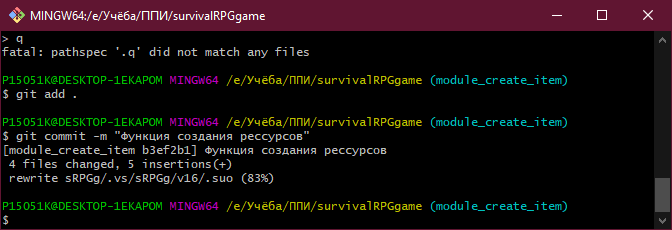 MINGW64:/e/Учёба/ППИ/survivalRPGgame
> q
fatal: pathspec '.q' did not match any files
P15051K@DESKTOP-1EKAPOM MINGW64 /e/Учёба/ППИ/survivalRPGgame (module_create_item)
$ git add .
P15051K@DESKTOP-1EKAPOM MINGW64 /e/Учёба/ППИ/survivalRPGgame (module_create_item)
$ git commit -m "Функция создания рессурсов"
[module_create_item b3ef2b1] Функция создания рессурсов
4 files changed, 5 insertions(+)
rewrite sRPGg/.vs/sRPGg/v16/.suo (83%)
P15051K@DESKTOP-1EKAPOM MINGW64 /e/Учёба/ППИ/survivalRPGgame (module_create_item)
$